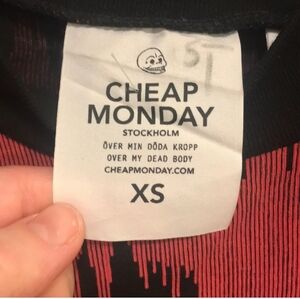 CHEAP
MONDAY
STOCKHOLM
ÖVER MIN DÖDA KROPP
OVER MY DEAD BODY
CHEAPMONDAY.COM
XS